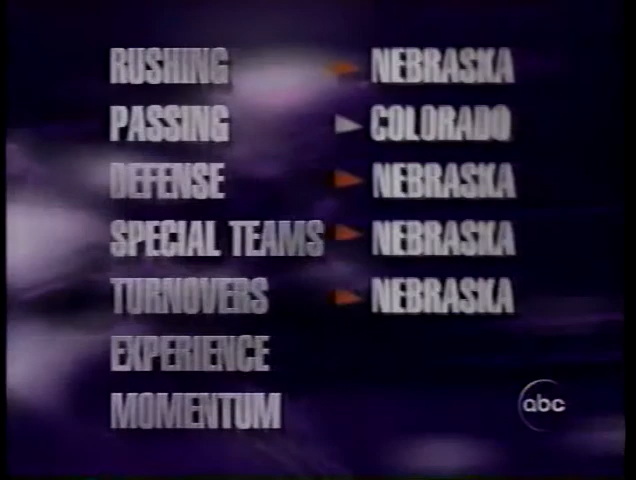 RUSHING NEBRASKA
PASSING COLORADO
DEFENSE NEBRASKA
SPECIAL TEAMS NEBRASKA
TURNOVERS NEBRASKA
EXPERIENCE
MOMENTUM
abc